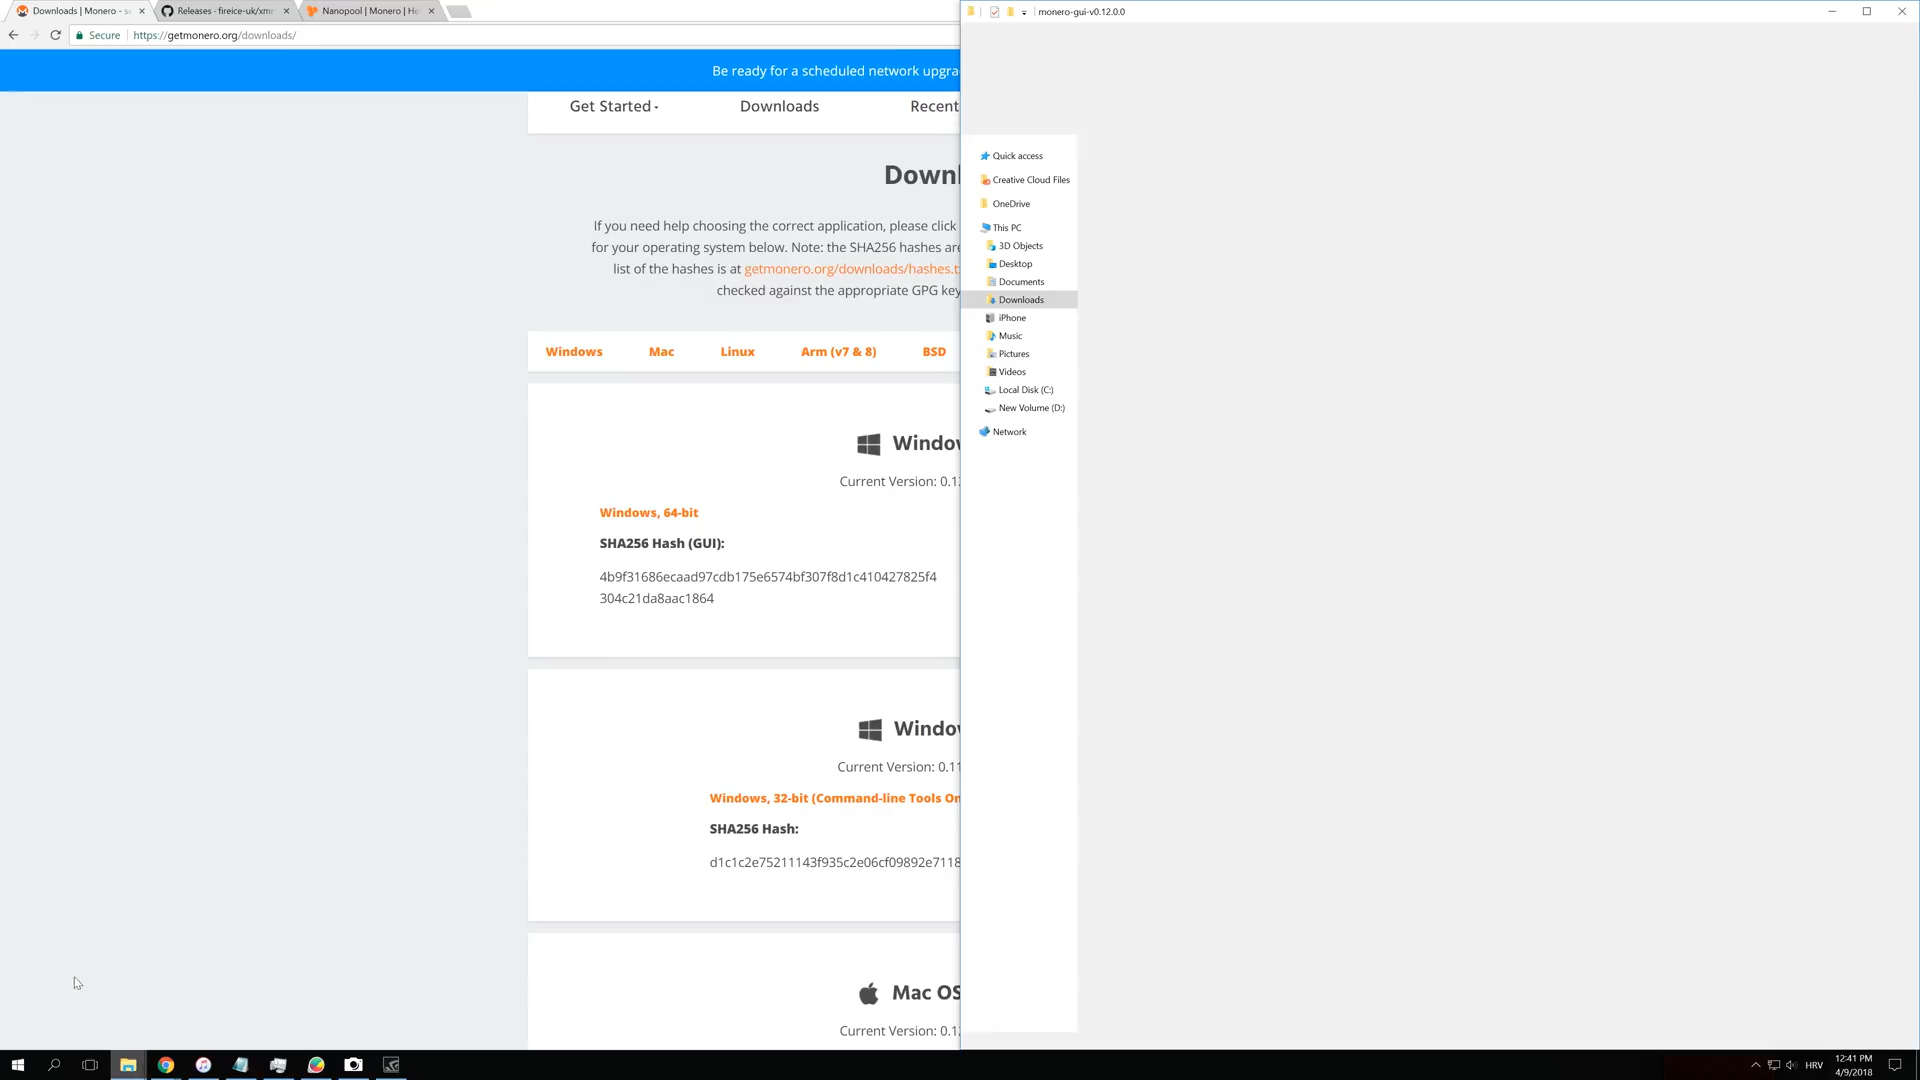 Downloads | Monero - s
Releases · fireice-uk/xmr
Nanopool | Monero | He
monero-gui-v0.12.0.0
Secure
https://getmonero.org/downloads/
Be ready for a scheduled network upgra
Get Started
Downloads
Recent
Downl
If you need help choosing the correct application, please click
for your operating system below. Note: the SHA256 hashes are
list of the hashes is at getmonero.org/downloads/hashes.t
checked against the appropriate GPG key
Windows
Mac
Linux
Arm (v7 & 8)
BSD
Window
Current Version: 0.12
Windows, 64-bit
SHA256 Hash (GUI):
4b9f31686ecaad97cdb175e6574bf307f8d1c410427825f4
304c21da8aac1864
Window
Current Version: 0.11
Windows, 32-bit (Command-line Tools On
SHA256 Hash:
d1c1c2e75211143f935c2e06cf09892e7118
Mac OS
Current Version: 0.12
Quick access
Creative Cloud Files
OneDrive
This PC
3D Objects
Desktop
Documents
Downloads
iPhone
Music
Pictures
Videos
Local Disk (C:)
New Volume (D:)
Network
HRV
12:41 PM
4/9/2018